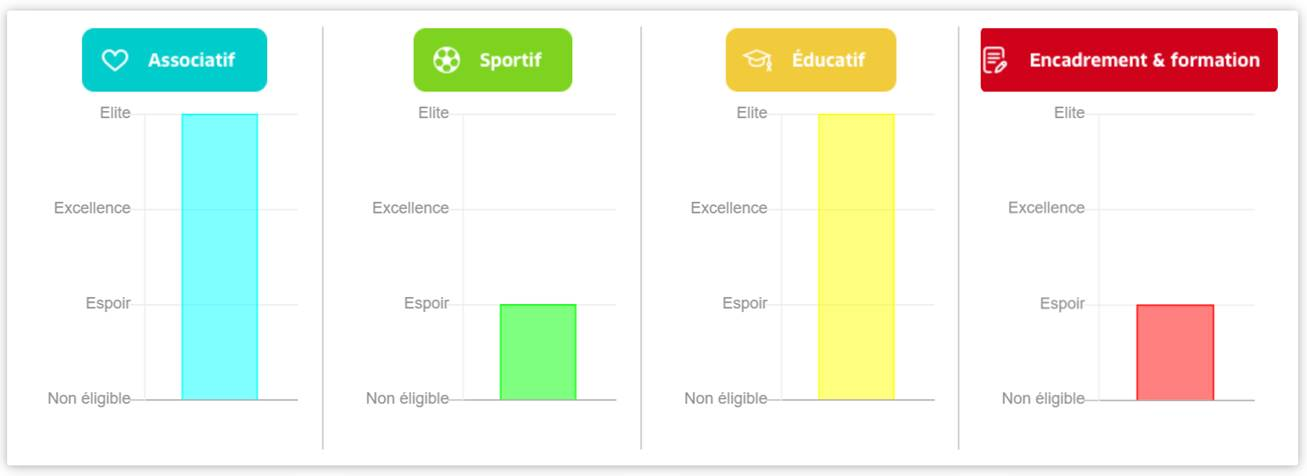 Associatif
Elite
Excellence
Espoir
Non éligible
Sportif
Elite
Excellence
Espoir
Non éligible
Éducatif
Elite
Excellence
Espoir
Non éligible
Encadrement & formation
Elite
Excellence
Espoir
Non éligible